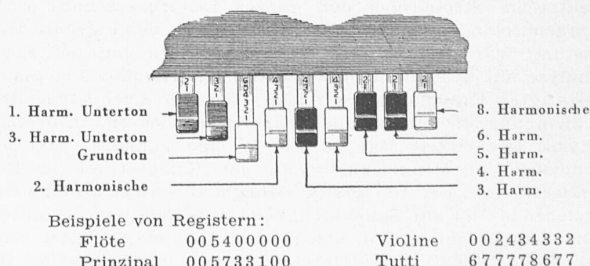 1. Harm. Unterton
3. Harm. Unterton
Grundton
2. Harmonische
8. Harmonische
6. Harm.
5. Harm.
4. Harm.
3. Harm.
Beispiele von Registern:
Flöte 005400000 Violine 002434332
Prinzipal 005733100 Tutti 677778677